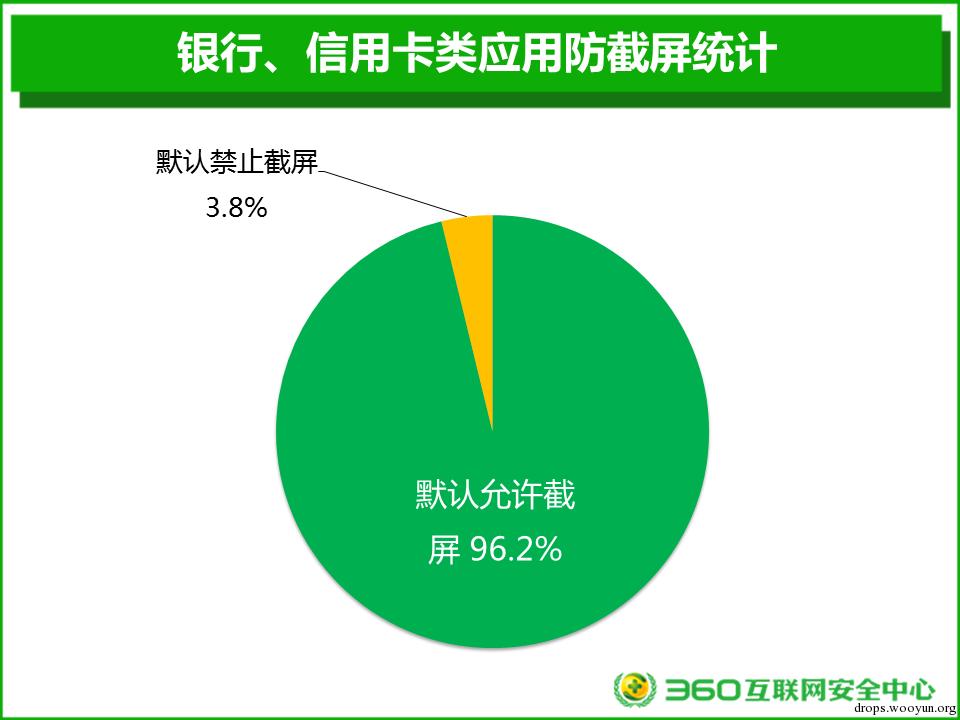 银行、信用卡类应用防截屏统计
默认禁止截屏
3.8%
默认允许截
屏 96.2%
360互联网安全中心
drops.wooyun.org